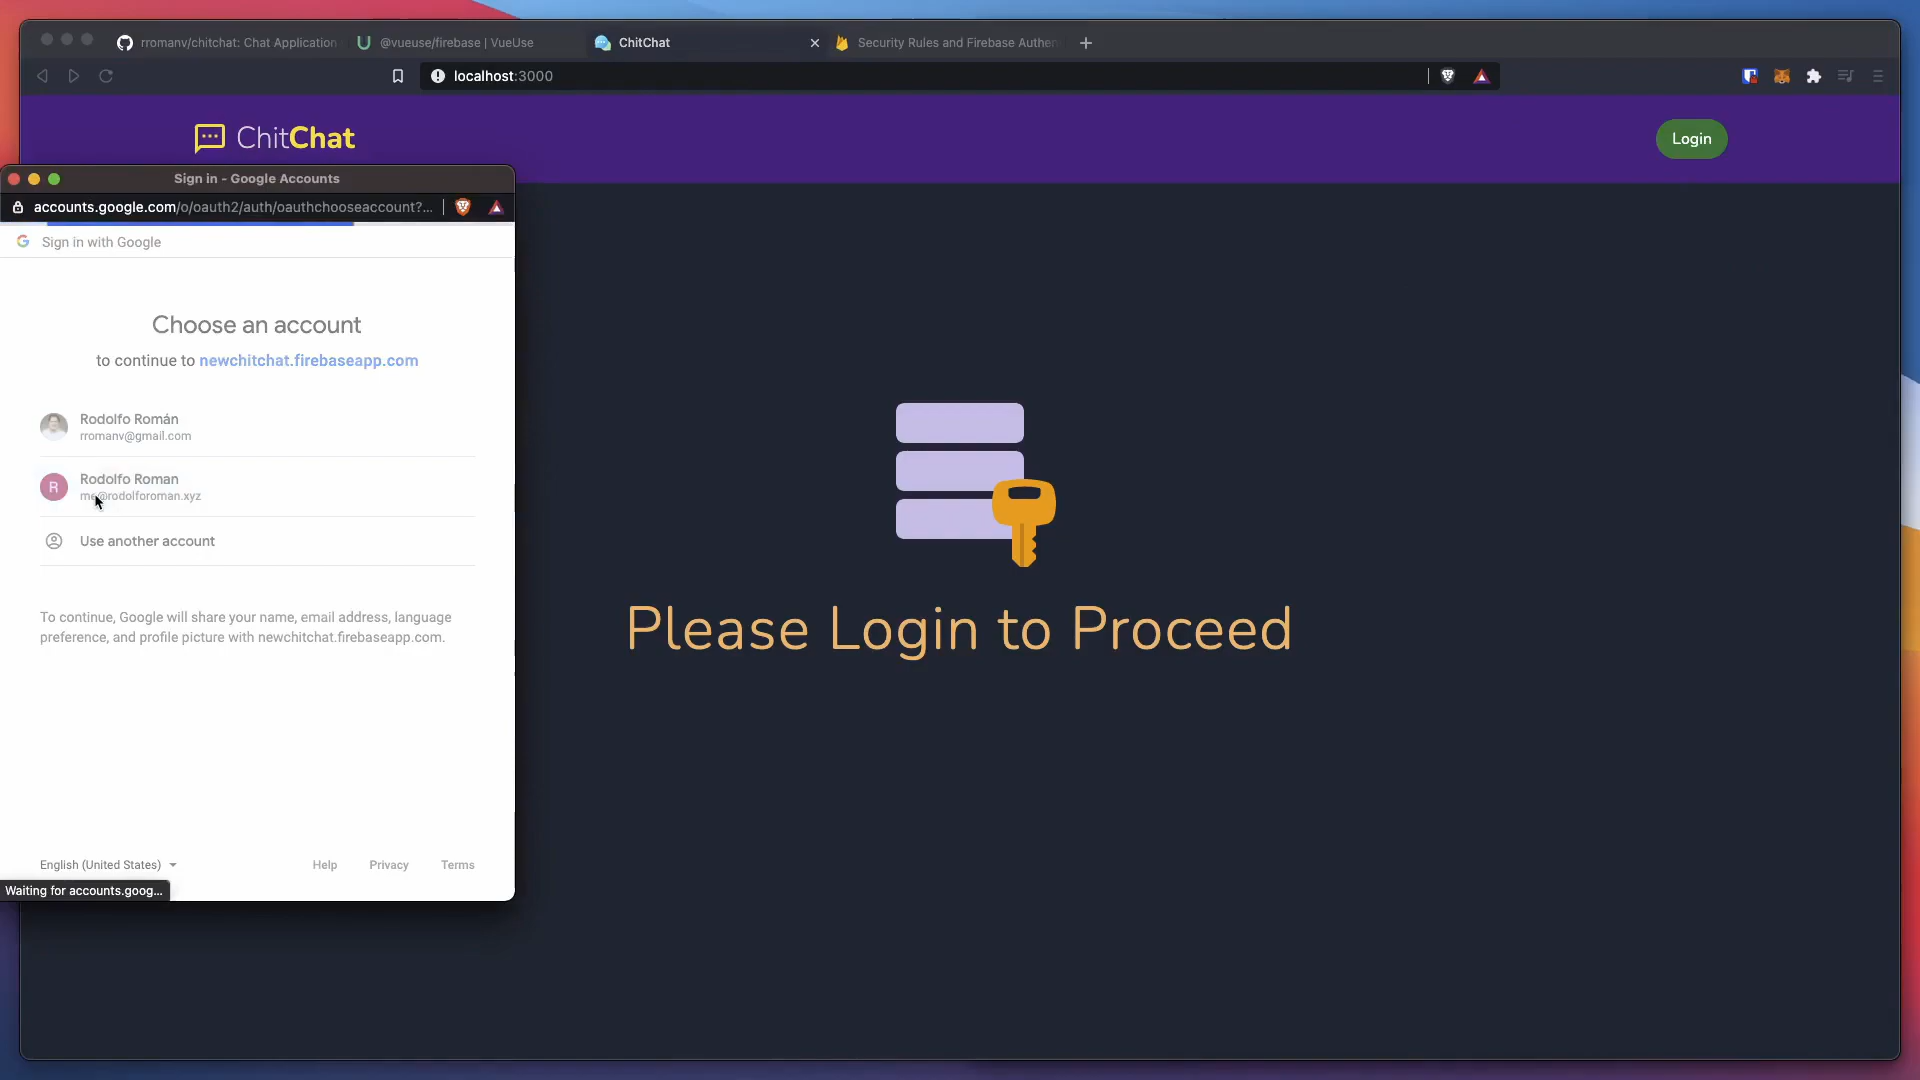 rromanv/chitchat: Chat Application
@vueuse/firebase | VueUse
ChitChat
Security Rules and Firebase Authen
localhost:3000
ChitChat
Login
Sign in - Google Accounts
accounts.google.com/o/oauth2/auth/oauthchooseaccount?...
Sign in with Google
Choose an account
to continue to newchitchat.firebaseapp.com
Rodolfo Román
rromanv@gmail.com
R
Rodolfo Roman
me@rodolforoman.xyz
Use another account
To continue, Google will share your name, email address, language
preference, and profile picture with newchitchat.firebaseapp.com.
English (United States)
Help
Privacy
Terms
Waiting for accounts.goog...
Please Login to Proceed